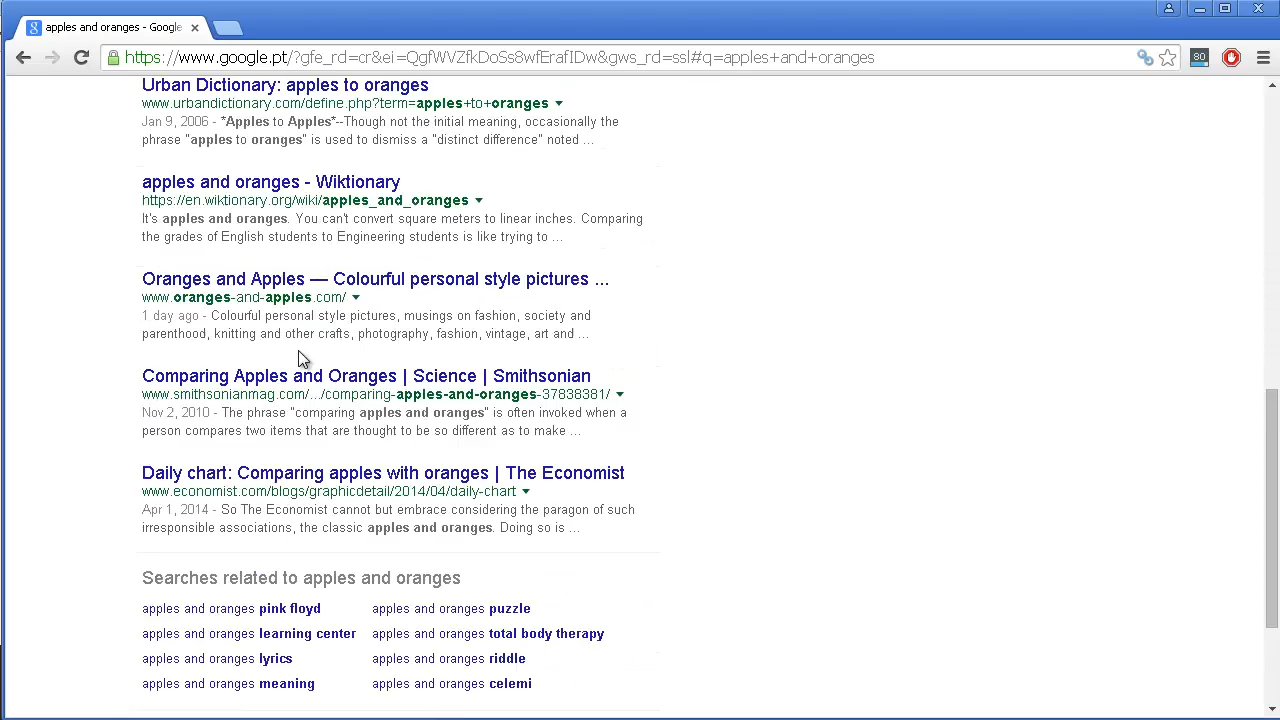 apples and oranges - Google
https://www.google.pt/?gfe_rd=cr&ei=QgfWVZfkDoGs8wfErafIDw&gws_rd=ssl#q=apples+and+oranges
80
Urban Dictionary: apples to oranges
www.urbandictionary.com/define.php?term=apples+to+oranges
Jan 9, 2006 - *Apples to Apples*--Though not the initial meaning, occasionally the
phrase "apples to oranges" is used to dismiss a "distinct difference" noted ...
apples and oranges - Wiktionary
https://en.wiktionary.org/wiki/apples_and_oranges
It's apples and oranges. You can't convert square meters to linear inches. Comparing
the grades of English students to Engineering students is like trying to ...
Oranges and Apples — Colourful personal style pictures ...
www.oranges-and-apples.com/
1 day ago - Colourful personal style pictures, musings on fashion, society and
parenthood, knitting and other crafts, photography, fashion, vintage, art and ...
Comparing Apples and Oranges | Science | Smithsonian
www.smithsonianmag.com/.../comparing-apples-and-oranges-37838381/
Nov 2, 2010 - The phrase "comparing apples and oranges" is often invoked when a
person compares two items that are thought to be so different as to make ...
Daily chart: Comparing apples with oranges | The Economist
www.economist.com/blogs/graphicdetail/2014/04/daily-chart
Apr 1, 2014 - So The Economist cannot but embrace considering the paragon of such
irresponsible associations, the classic apples and oranges. Doing so is ...
Searches related to apples and oranges
apples and oranges pink floyd
apples and oranges puzzle
apples and oranges learning center
apples and oranges total body therapy
apples and oranges lyrics
apples and oranges riddle
apples and oranges meaning
apples and oranges celemi